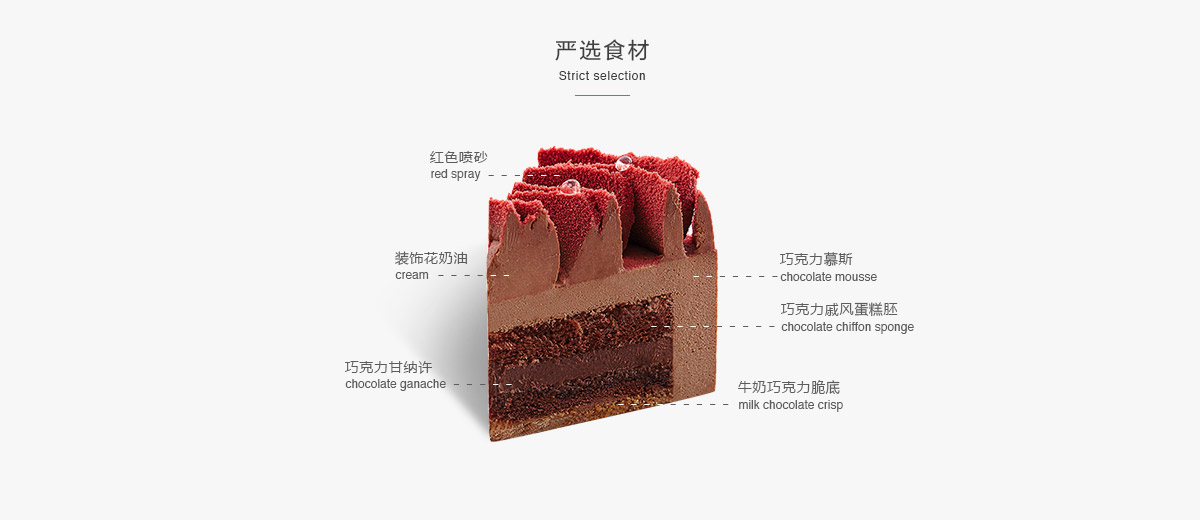 严选食材
Strict selection
红色喷砂
red spray
装饰花奶油
cream
巧克力慕斯
chocolate mousse
巧克力戚风蛋糕胚
chocolate chiffon sponge
巧克力甘纳许
chocolate ganache
牛奶巧克力脆底
milk chocolate crisp